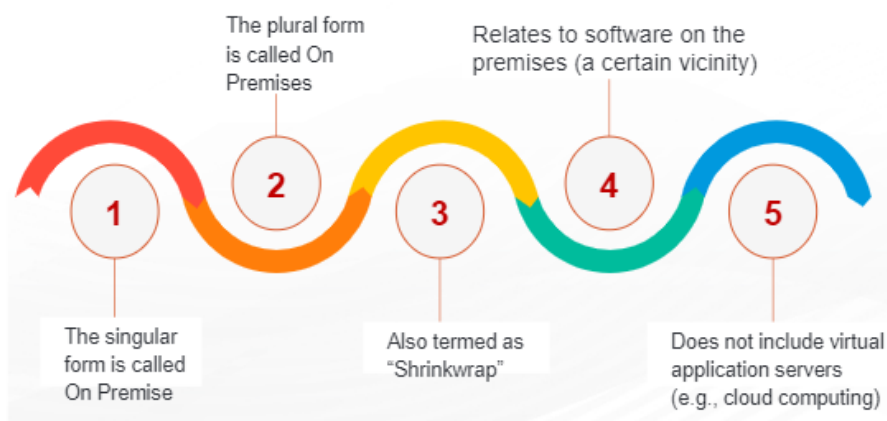 The plural form
is called On
Premises
Relates to software on the
premises (a certain vicinity)
1
2
3
4
5
The singular
form is called
On Premise
Also termed as
“Shrinkwrap”
Does not include virtual
application servers
(e.g., cloud computing)